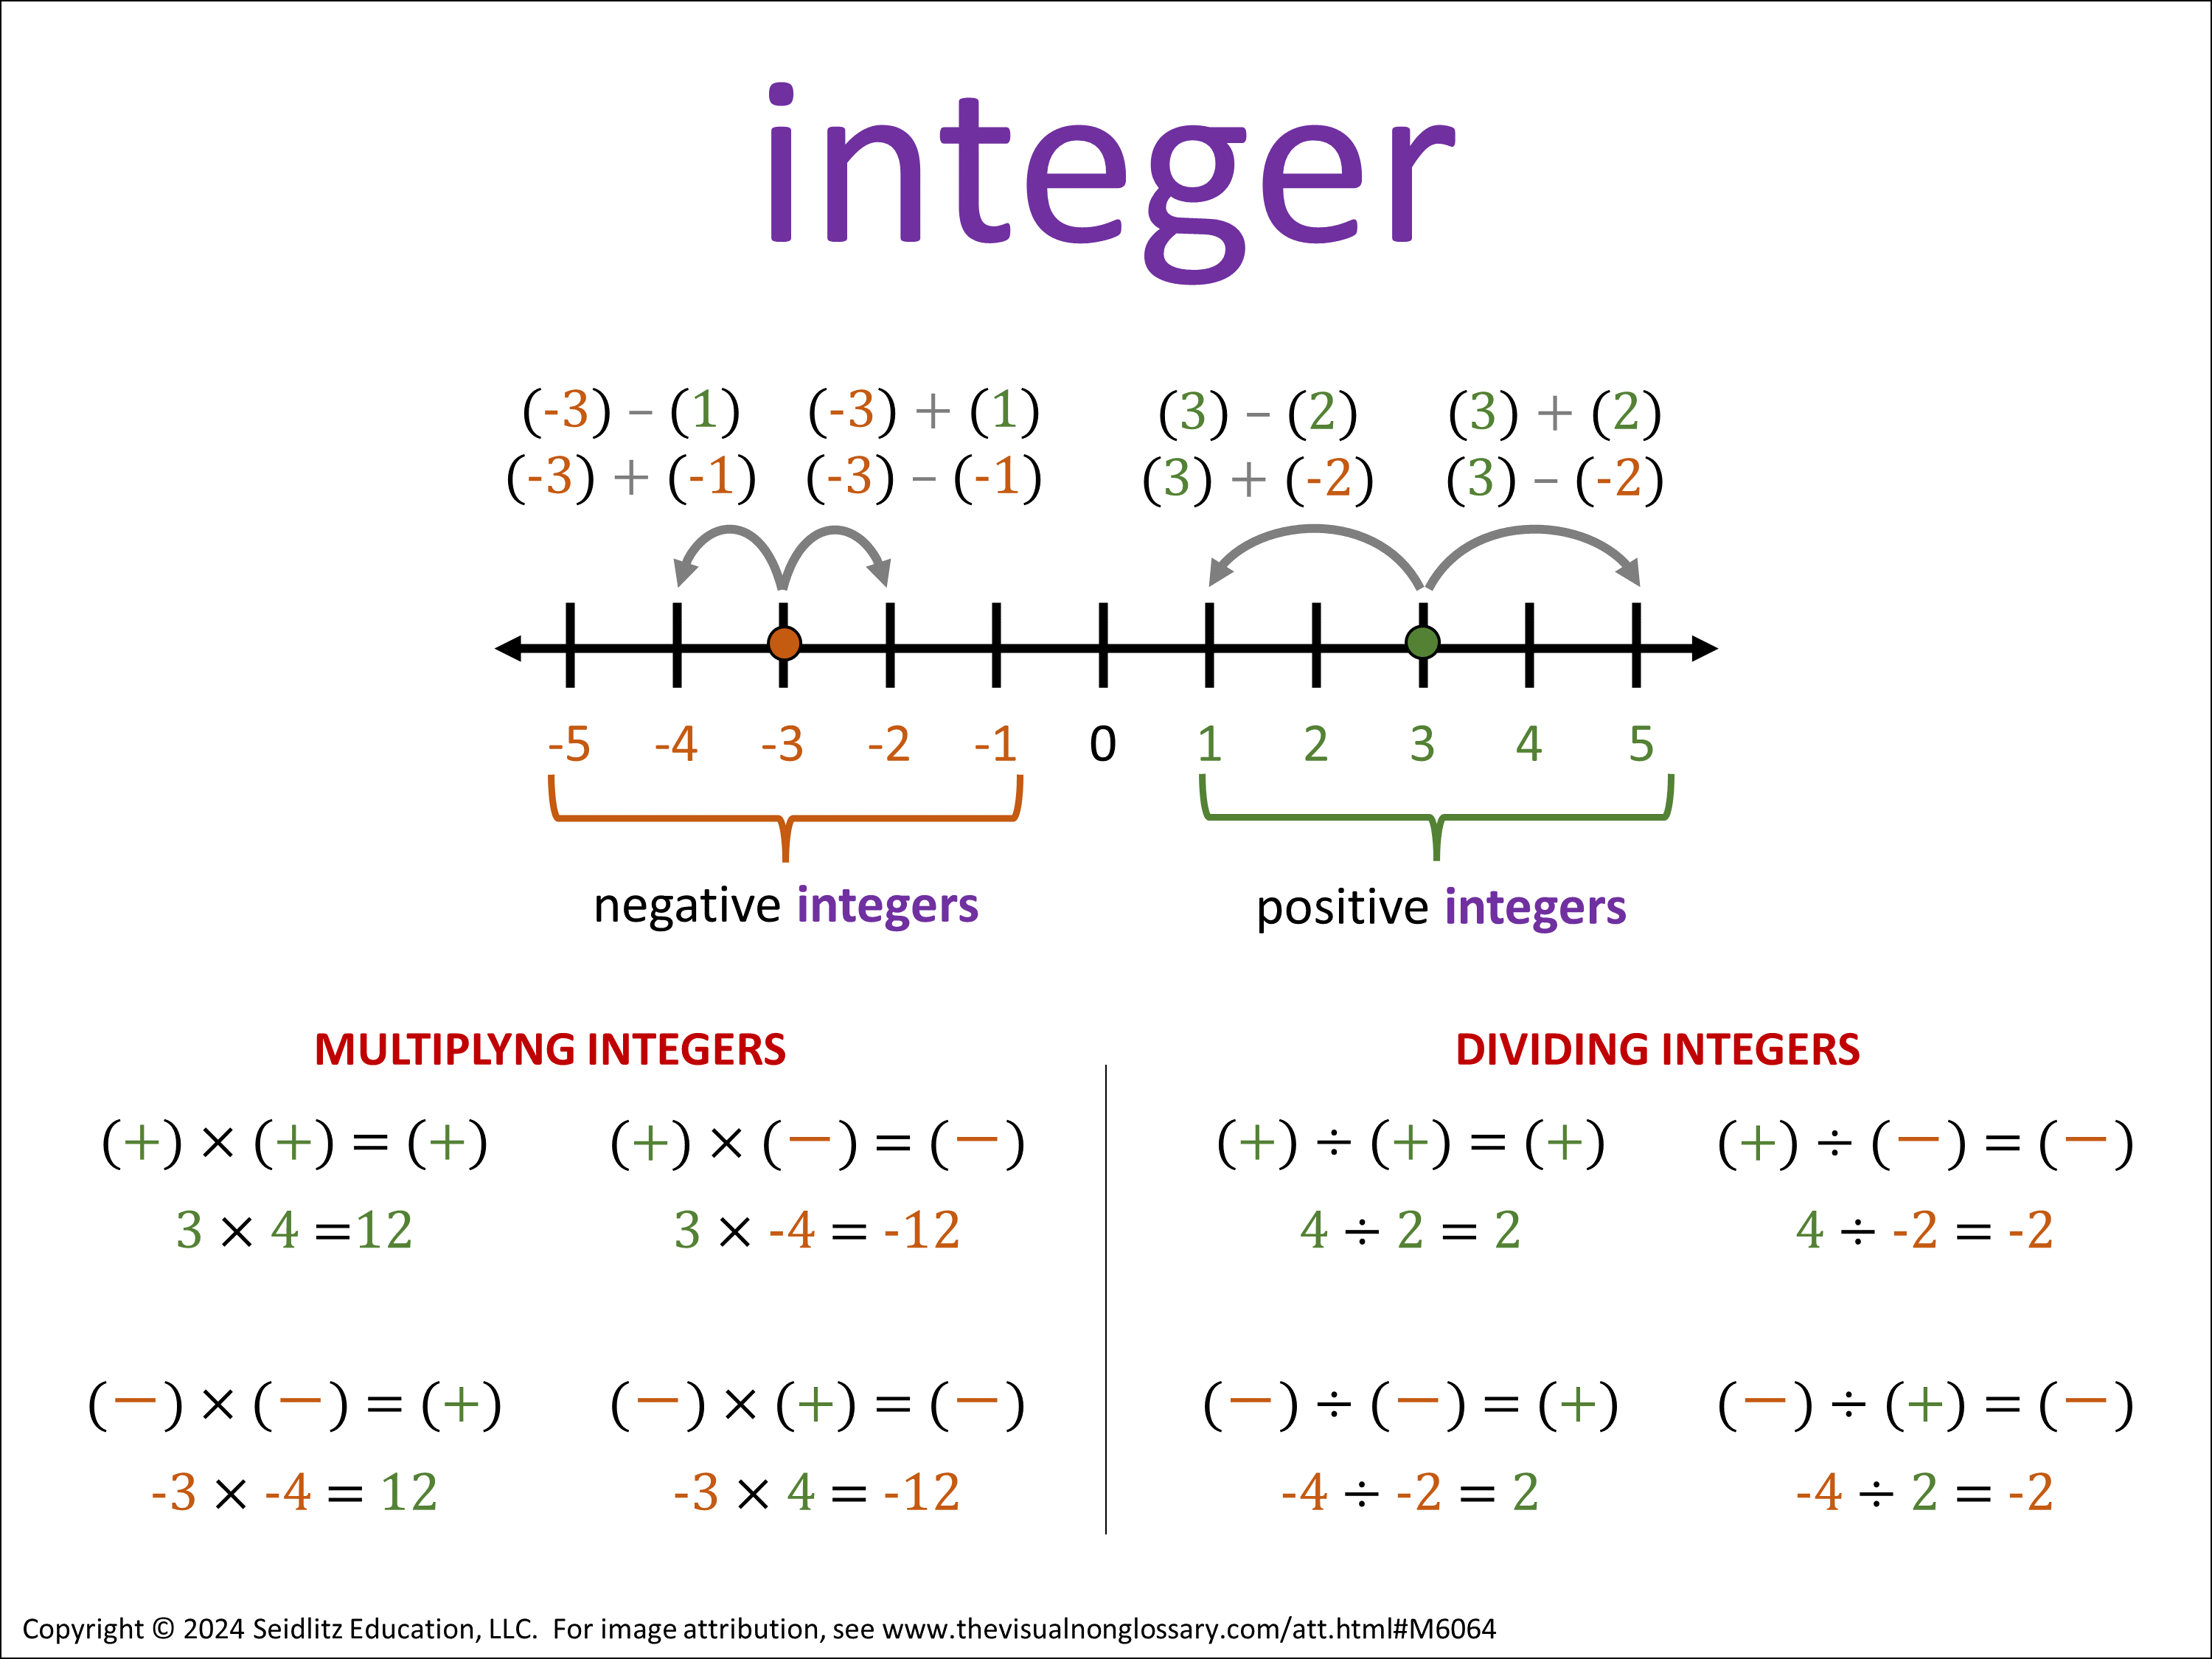 integer
(-3) – (1) (-3) + (1) (3) – (2) (3) + (2)
(-3) + (-1) (-3) – (-1) (3) + (-2) (3) – (-2)
-5 -4 -3 -2 -1 0 1 2 3 4 5
negative integers positive integers
MULTIPLYNG INTEGERS DIVIDING INTEGERS
(+) × (+) = (+) (+) × (−) = (−) (+) ÷ (+) = (+) (+) ÷ (−) = (−)
3 × 4 =12 3 × -4 = -12 4 ÷ 2 = 2 4 ÷ -2 = -2
(−) × (−) = (+) (−) × (+) = (−) (−) ÷ (−) = (+) (−) ÷ (+) = (−)
-3 × -4 = 12 -3 × 4 = -12 -4 ÷ -2 = 2 -4 ÷ 2 = -2
Copyright © 2024 Seidlitz Education, LLC. For image attribution, see www.thevisualnonglossary.com/att.html#M6064